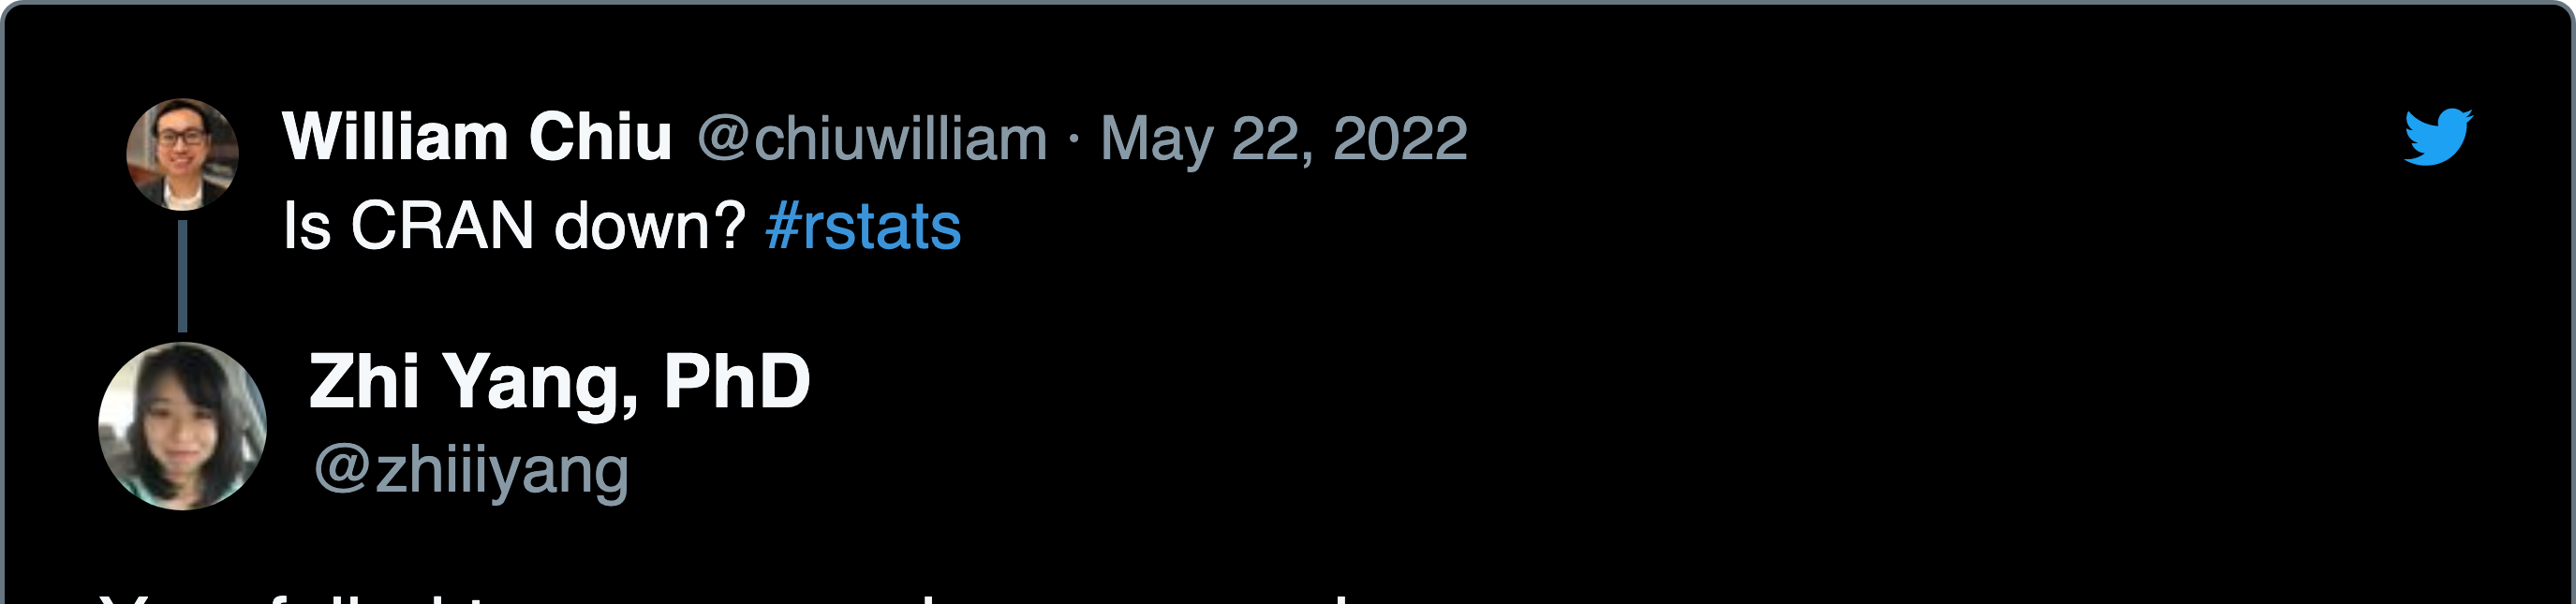 William Chiu @chiuwilliam · May 22, 2022
Is CRAN down? #rstats
Zhi Yang, PhD
@zhiiiyang